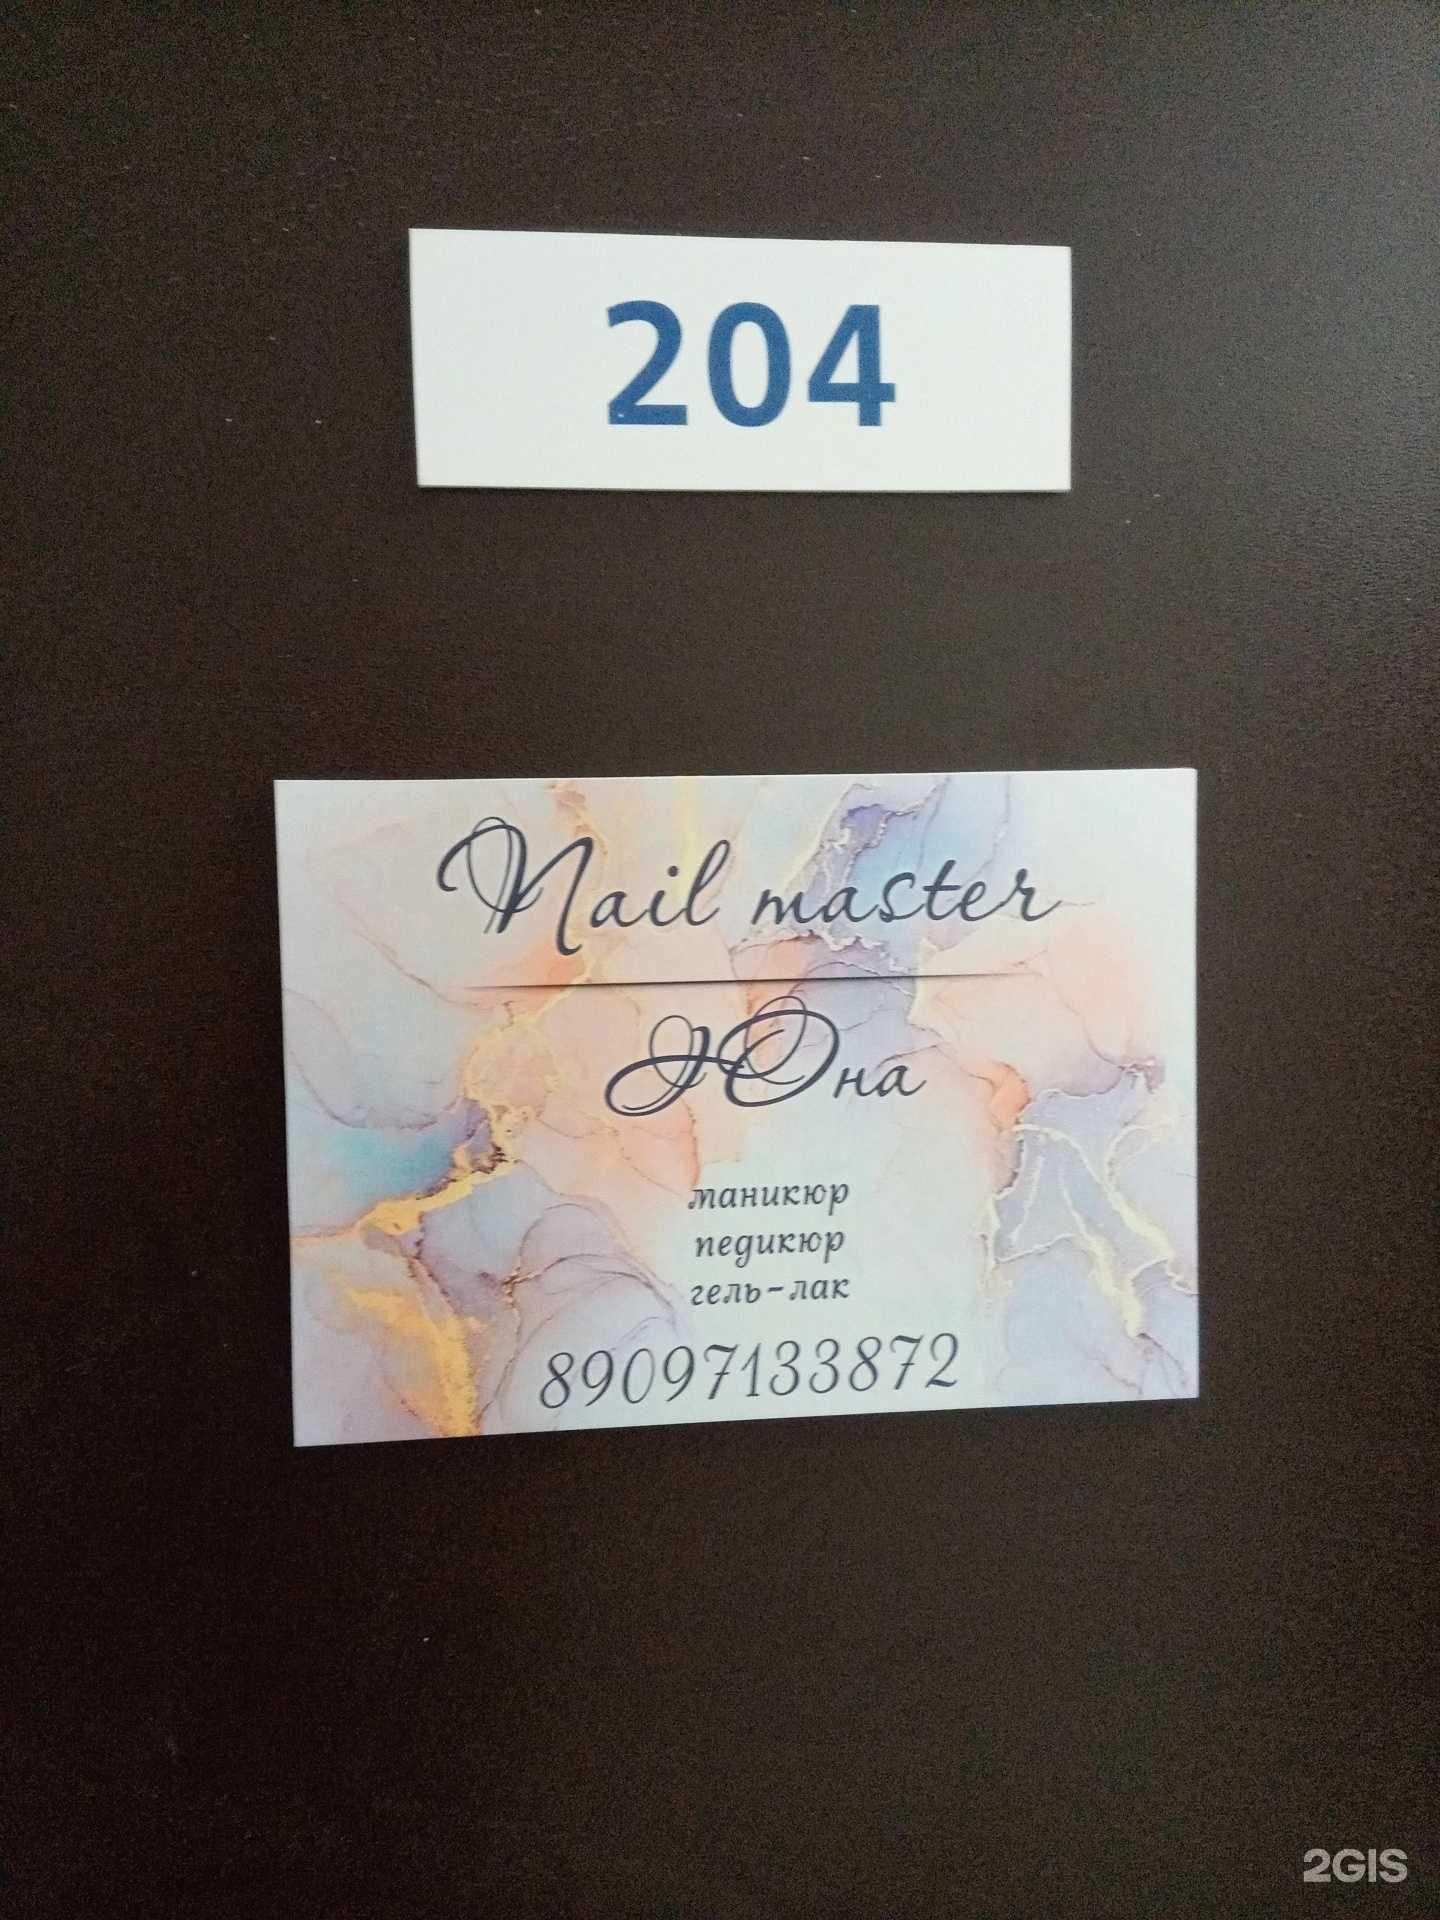 204
Nail master
Юна
маникюр
педикюр
гель-лак
89097133872
2GIS